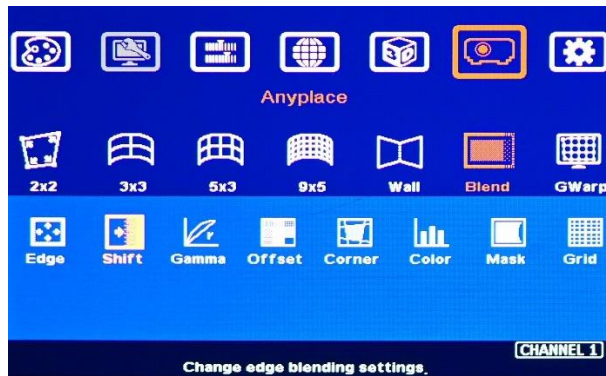 3D
Anyplace
2x2 3x3 5x3 9x5 Wall Blend GWarp
Edge Shift Gamma Offset Corner Color Mask Grid
CHANNEL 1
Change edge blending settings.